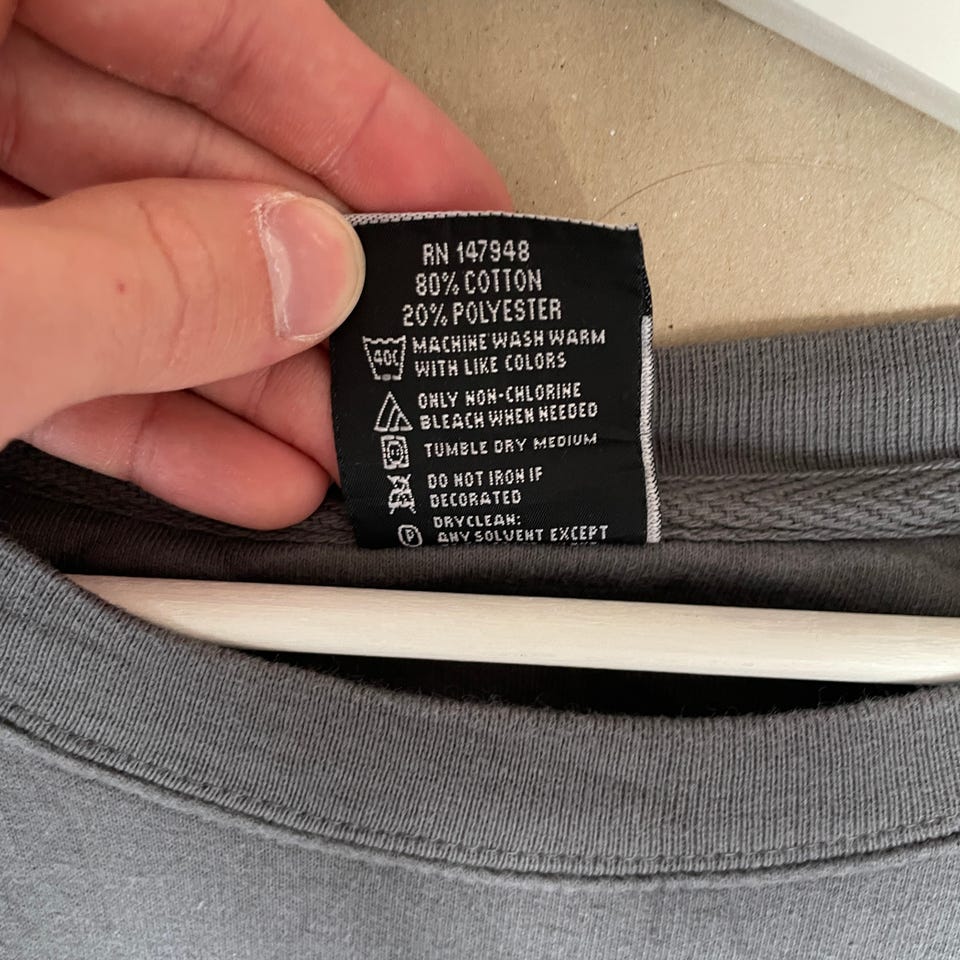 RN 147948
80% COTTON
20% POLYESTER
40C MACHINE WASH WARM
WITH LIKE COLORS
ONLY NON-CHLORINE
BLEACH WHEN NEEDED
TUMBLE DRY MEDIUM
DO NOT IRON IF
DECORATED
P DRYCLEAN:
ANY SOLVENT EXCEPT